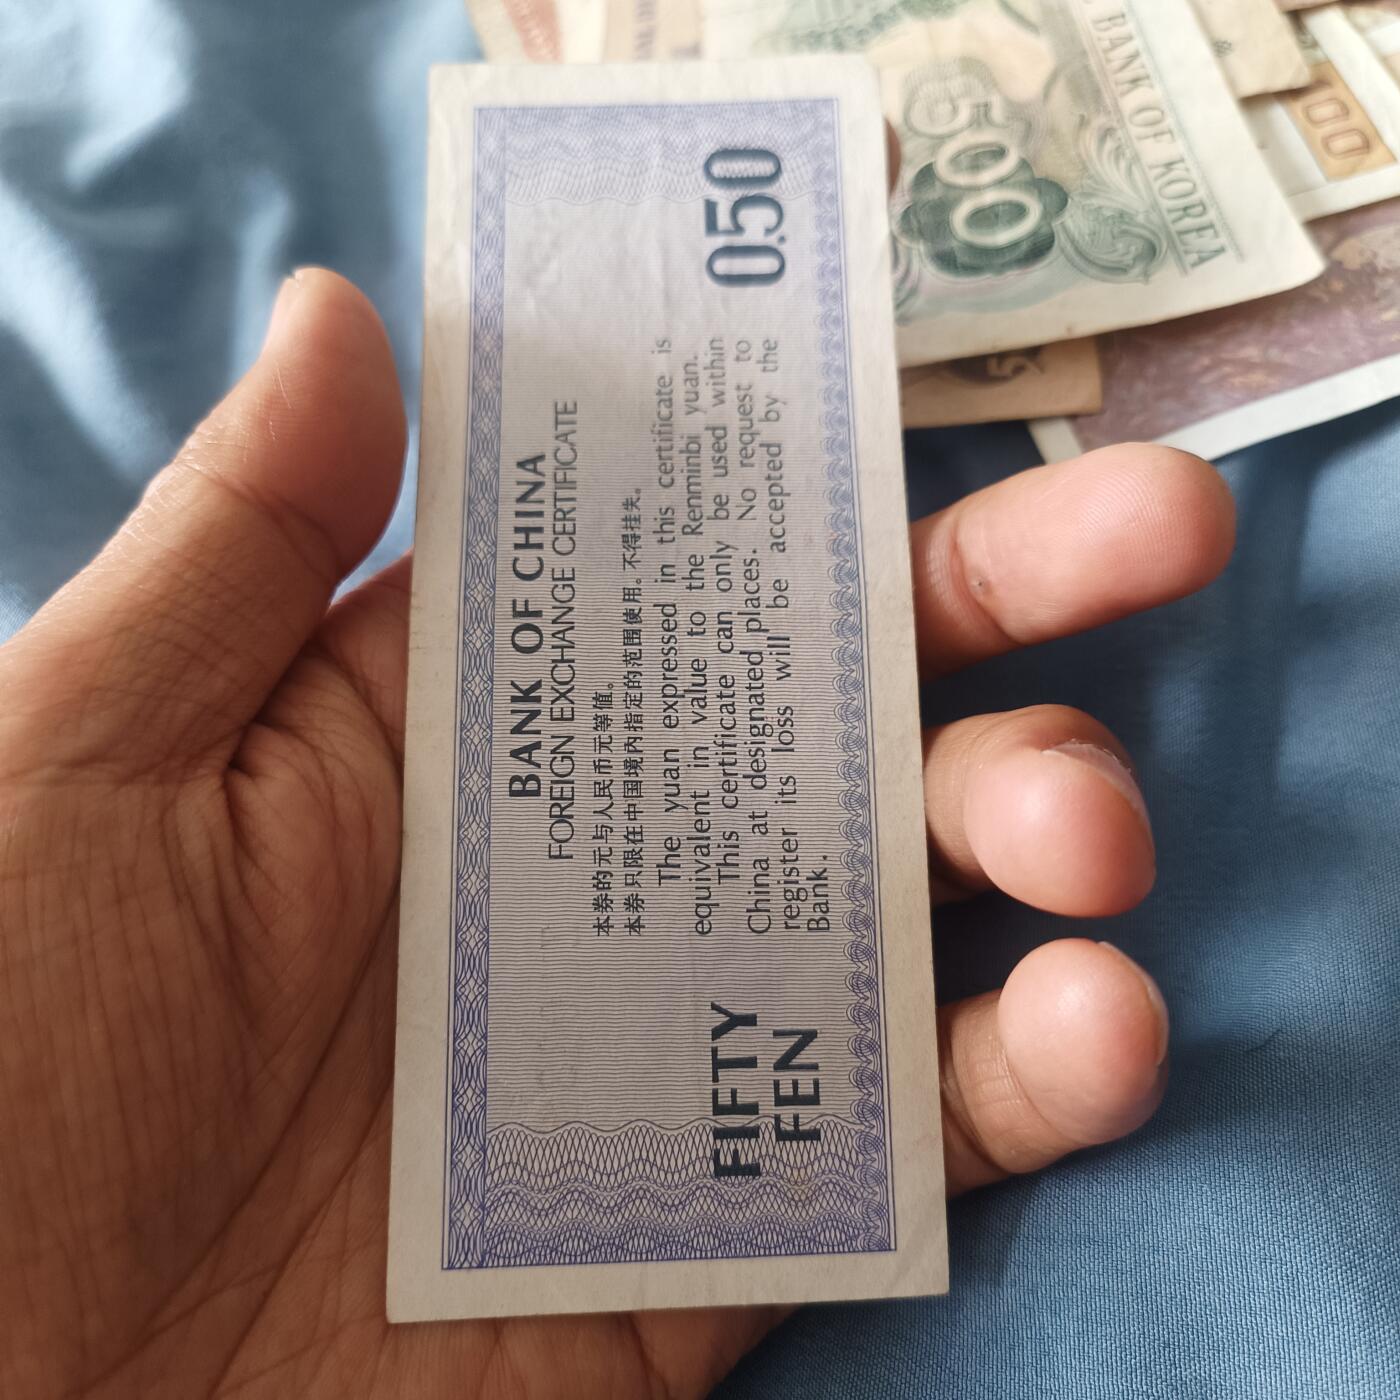 BANK OF CHINA
FOREIGN EXCHANGE CERTIFICATE
本券的元与人民币元等值。
本券只限在中国境内指定的范围使用。不得挂失。
The yuan expressed in this certificate is
equivalent in value to the Renminbi yuan.
This certificate can only be used within
China at designated places. No request to
register its loss will be accepted by the
Bank.
FIFTY
FEN
0.50
BANK OF KOREA
500
00
5